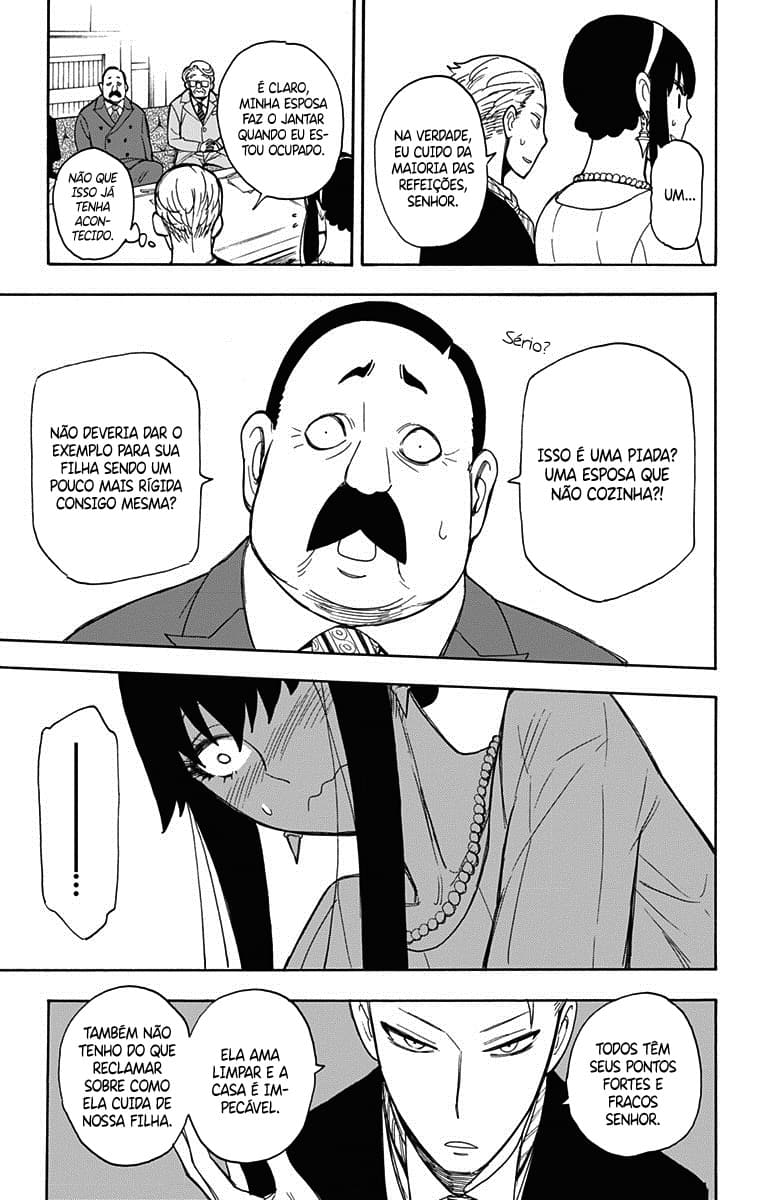 UM...
NA VERDADE,
EU CUIDO DA
MAIORIA DAS
REFEIÇÕES,
SENHOR.
É CLARO,
MINHA ESPOSA
FAZ O JANTAR
QUANDO EU ES-
TOU OCUPADO.
NÃO QUE
ISSO JÁ
TENHA
ACON-
TECIDO.
Sério?
ISSO É UMA PIADA?
UMA ESPOSA QUE
NÃO COZINHA?!
NÃO DEVERIA DAR O
EXEMPLO PARA SUA
FILHA SENDO UM
POUCO MAIS RÍGIDA
CONSIGO MESMA?
TODOS TÊM
SEUS PONTOS
FORTES E
FRACOS
SENHOR.
ELA AMA
LIMPAR E A
CASA É IM-
PECÁVEL.
TAMBÉM NÃO
TENHO DO QUE
RECLAMAR
SOBRE COMO
ELA CUIDA DE
NOSSA FILHA.